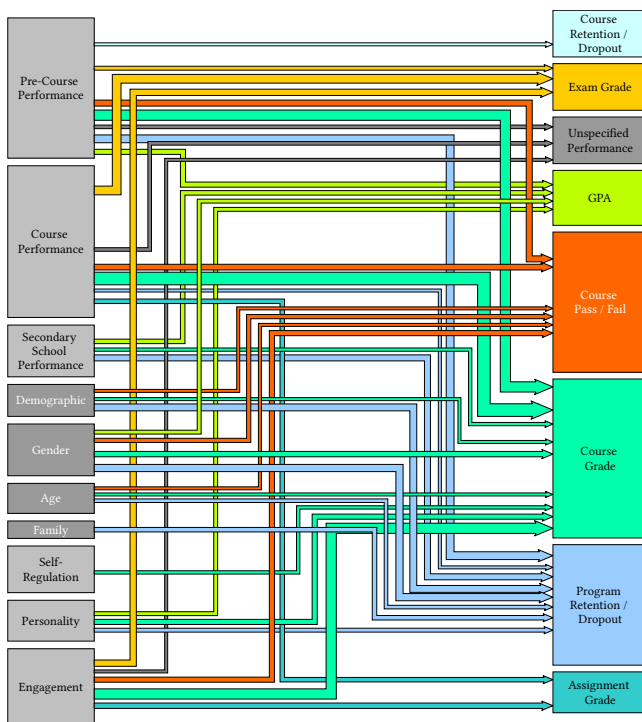 Pre-Course
Performance
Course
Performance
Secondary
School
Performance
Demographic
Gender
Age
Family
Self-
Regulation
Personality
Engagement
Course
Retention /
Dropout
Exam Grade
Unspecified
Performance
GPA
Course
Pass / Fail
Course
Grade
Program
Retention /
Dropout
Assignment
Grade